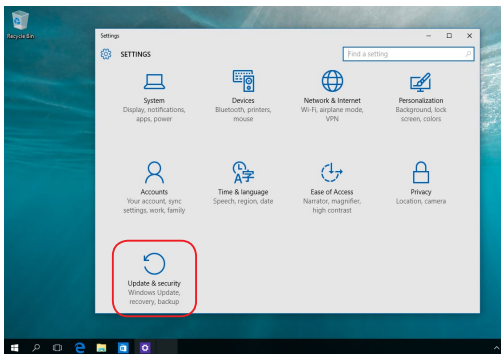 Recycle Bin
Settings
SETTINGS
Find a setting
System
Display, notifications,
apps, power
Devices
Bluetooth, printers,
mouse
Network & Internet
Wi-Fi, airplane mode,
VPN
Personalization
Background, lock
screen, colors
Accounts
Your account, sync
settings, work, family
Time & language
Speech, region, date
Ease of Access
Narrator, magnifier,
high contrast
Privacy
Location, camera
Update & security
Windows Update,
recovery, backup